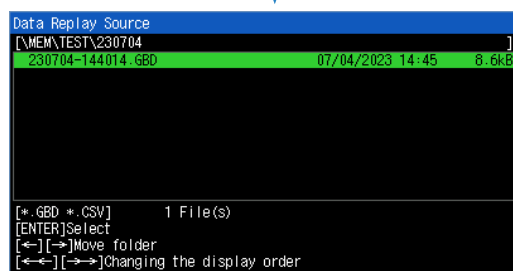 Data Replay Source
[\MEM\TEST\230704 ]
230704-144014.GBD 07/04/2023 14:45 8.6kB
[*.GBD *.CSV] 1 File(s)
[ENTER]Select
[←][→]Move folder
[←←][→→]Changing the display order